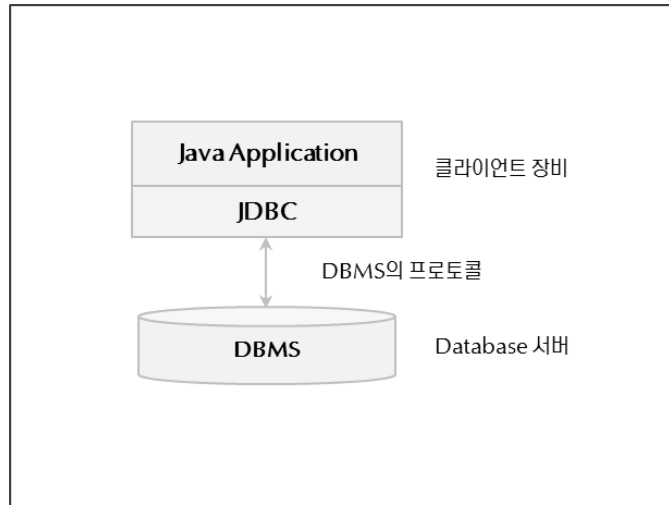 Java Application
클라이언트 장비
JDBC
DBMS의 프로토콜
DBMS
Database 서버